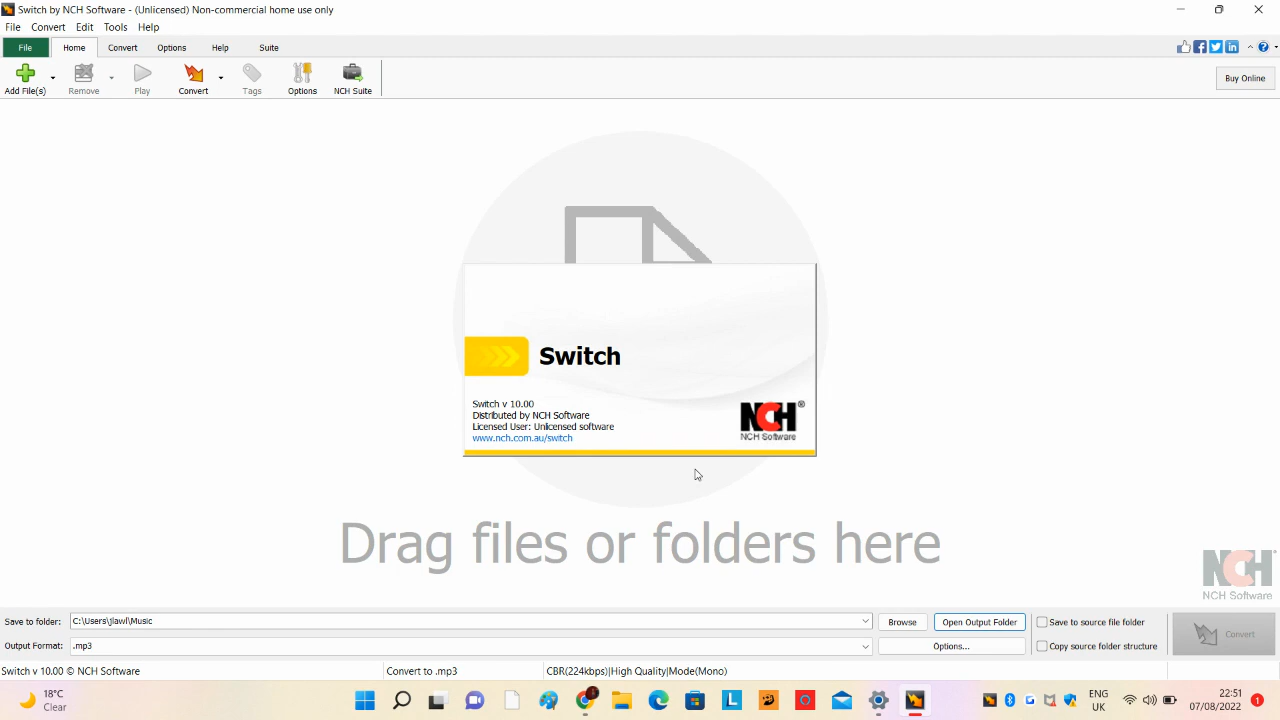 Switch by NCH Software - (Unlicensed) Non-commercial home use only
File Convert Edit Tools Help
File Home Convert Options Help Suite
Add File(s) Remove Play Convert Tags Options NCH Suite Buy Online
Switch
Switch v 10.00
Distributed by NCH Software
Licensed User: Unlicensed software
www.nch.com.au/switch
NCH®
NCH Software
Drag files or folders here
NCH®
NCH Software
Save to folder: C:\Users\jlawl\Music Browse Open Output Folder Save to source file folder
Convert
Output Format: .mp3 Options... Copy source folder structure
Switch v 10.00 © NCH Software Convert to .mp3 CBR(224kbps)|High Quality|Mode(Mono)
18°C
Clear
ENG
UK
22:31
07/08/2022
1